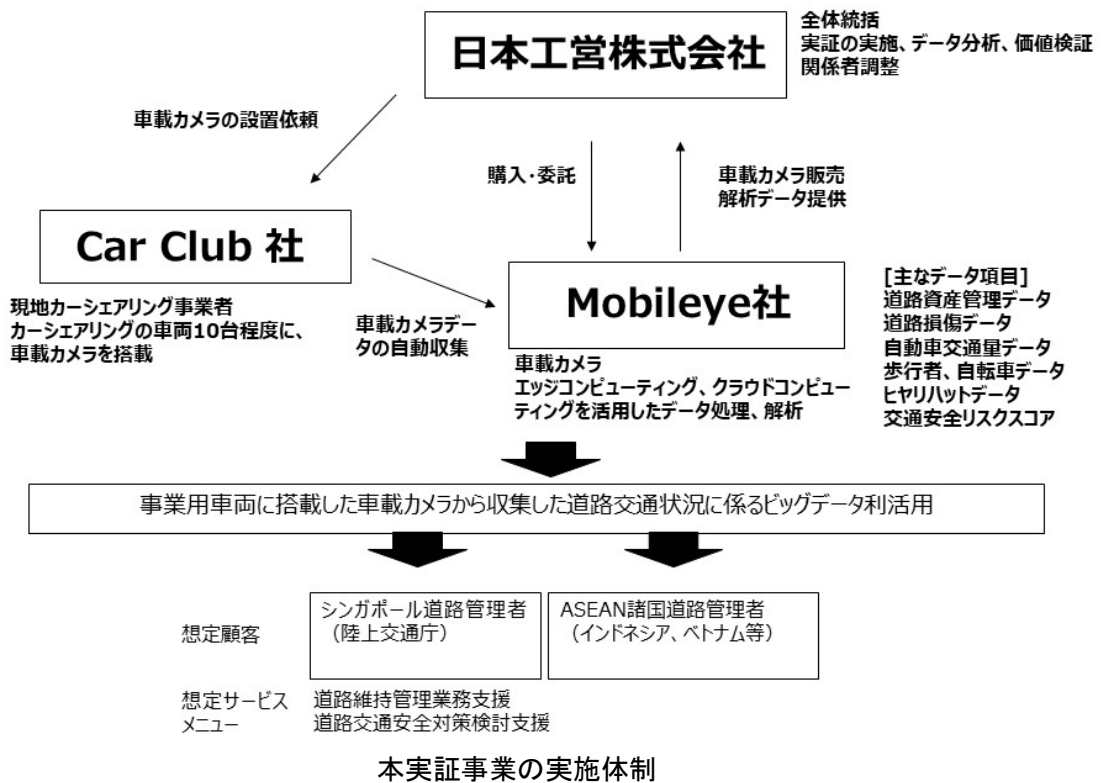 日本工営株式会社
全体統括
実証の実施、データ分析、価値検証
関係者調整
車載カメラの設置依頼
購入・委託
車載カメラ販売
解析データ提供
Car Club 社
現地カーシェアリング事業者
カーシェアリングの車両10台程度に、
車載カメラを搭載
車載カメラデー
タの自動収集
Mobileye社
車載カメラ
エッジコンピューティング、クラウドコンピュー
ティングを活用したデータ処理、解析
[主なデータ項目]
道路資産管理データ
道路損傷データ
自動車交通量データ
歩行者、自転車データ
ヒヤリハットデータ
交通安全リスクスコア
事業用車両に搭載した車載カメラから収集した道路交通状況に係るビッグデータ利活用
想定顧客
シンガポール道路管理者
（陸上交通庁）
ASEAN諸国道路管理者
（インドネシア、ベトナム等）
想定サービス
メニュー
道路維持管理業務支援
道路交通安全対策検討支援
本実証事業の実施体制